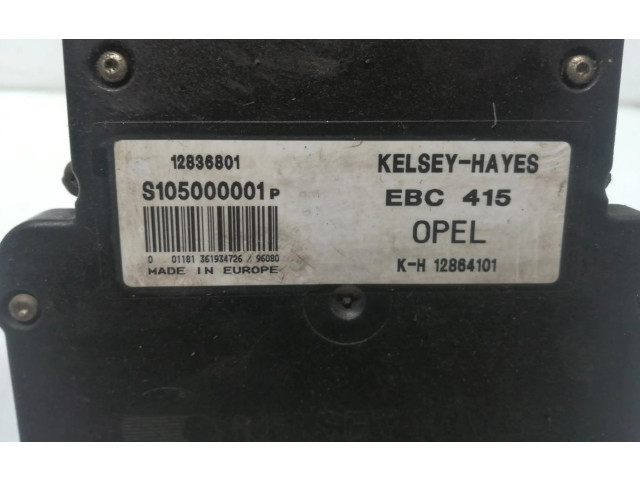 12836801
S105000001P
0 01181 361934726 / 96080
MADE IN EUROPE
KELSEY-HAYES
EBC 415
OPEL
K-H 12864101